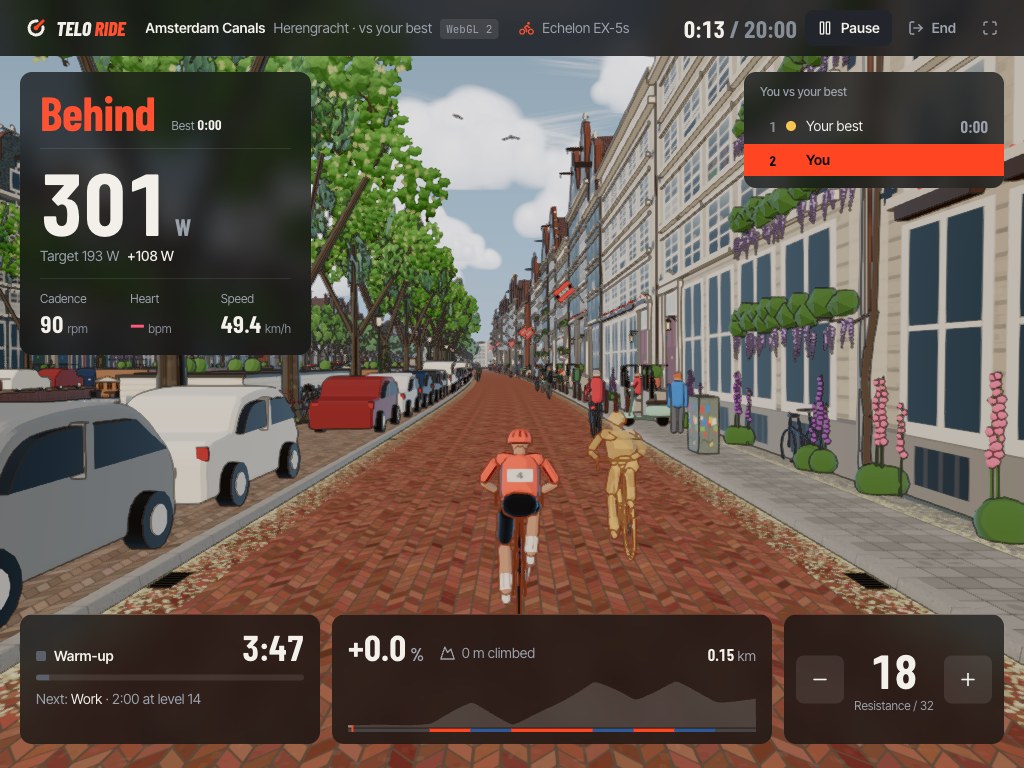 TELO RIDE
Amsterdam Canals Herengracht · vs your best WebGL 2 Echelon EX-5s 0:13 / 20:00 Pause End
Behind Best 0:00
301 W
Target 193 W +108 W
Cadence Heart Speed
90 rpm – bpm 49.4 km/h
You vs your best
1 Your best 0:00
2 You
4
Warm-up 3:47
Next: Work · 2:00 at level 14
+0.0 % 0 m climbed 0.15 km
− 18 +
Resistance / 32